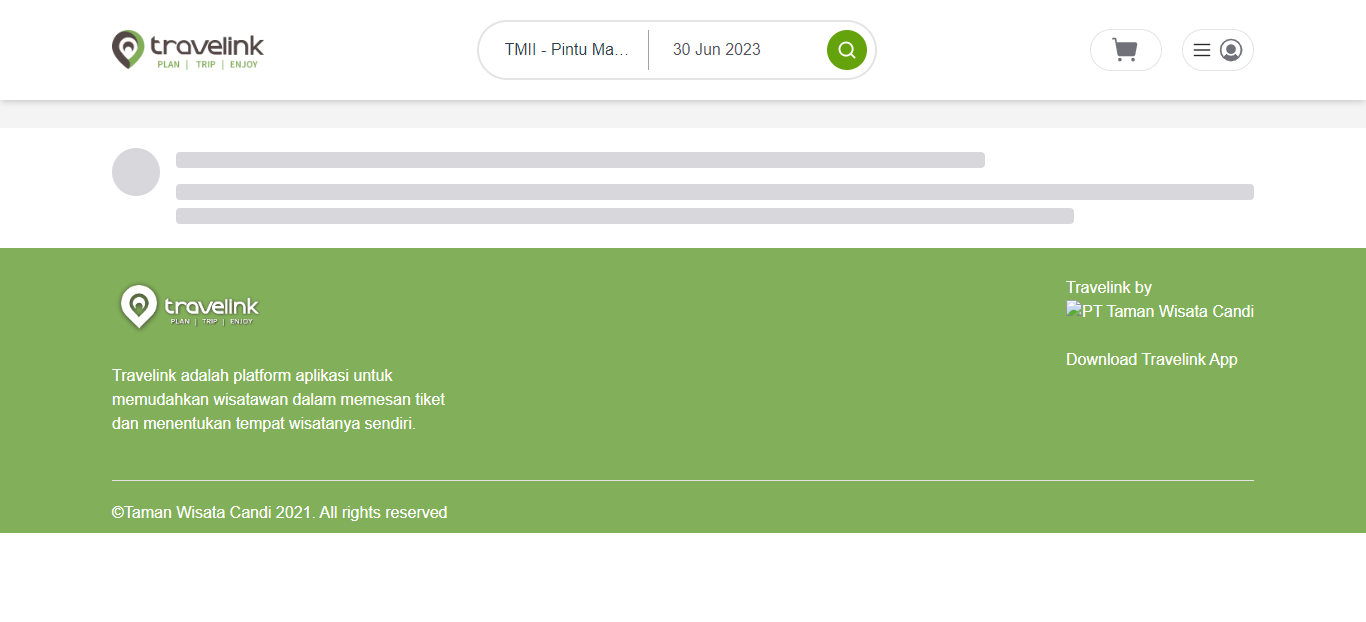 travelink
PLAN | TRIP | ENJOY
TMII - Pintu Ma...
30 Jun 2023
travelink
PLAN | TRIP | ENJOY
Travelink adalah platform aplikasi untuk
memudahkan wisatawan dalam memesan tiket
dan menentukan tempat wisatanya sendiri.
Travelink by
PT Taman Wisata Candi
Download Travelink App
©Taman Wisata Candi 2021. All rights reserved